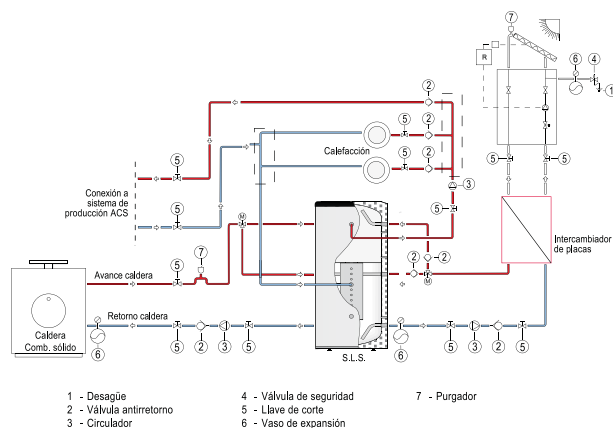 7
6
4
R
1
2
2
5
Calefacción
2
5
3
5
5
5
5
Conexión a
sistema de
producción ACS
5
M
7
5
Avance caldera
2
2
M
Intercambiador
de placas
Retorno caldera
Caldera
Comb. sólido
6
5
2
3
5
S.L.S.
6
5
3
2
5
1 - Desagüe
2 - Válvula antirretorno
3 - Circulador
4 - Válvula de seguridad
5 - Llave de corte
6 - Vaso de expansión
7 - Purgador